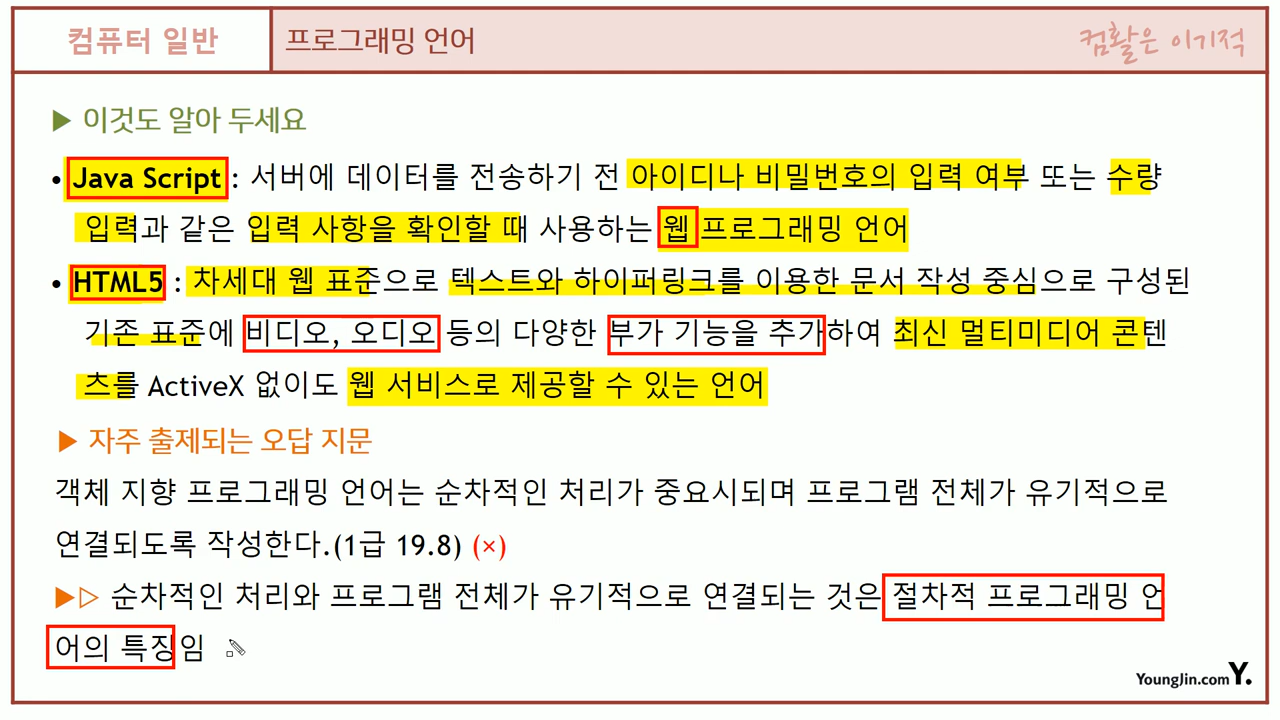 컴퓨터 일반
프로그래밍 언어
컴활은 이기적
▶ 이것도 알아 두세요
• Java Script : 서버에 데이터를 전송하기 전 아이디나 비밀번호의 입력 여부 또는 수량
입력과 같은 입력 사항을 확인할 때 사용하는 웹 프로그래밍 언어
• HTML5 : 차세대 웹 표준으로 텍스트와 하이퍼링크를 이용한 문서 작성 중심으로 구성된
기존 표준에 비디오, 오디오 등의 다양한 부가 기능을 추가하여 최신 멀티미디어 콘텐
츠를 ActiveX 없이도 웹 서비스로 제공할 수 있는 언어
▶ 자주 출제되는 오답 지문
객체 지향 프로그래밍 언어는 순차적인 처리가 중요시되며 프로그램 전체가 유기적으로
연결되도록 작성한다.(1급 19.8) (×)
▶▷ 순차적인 처리와 프로그램 전체가 유기적으로 연결되는 것은 절차적 프로그래밍 언
어의 특징임
YoungJin.com Y.